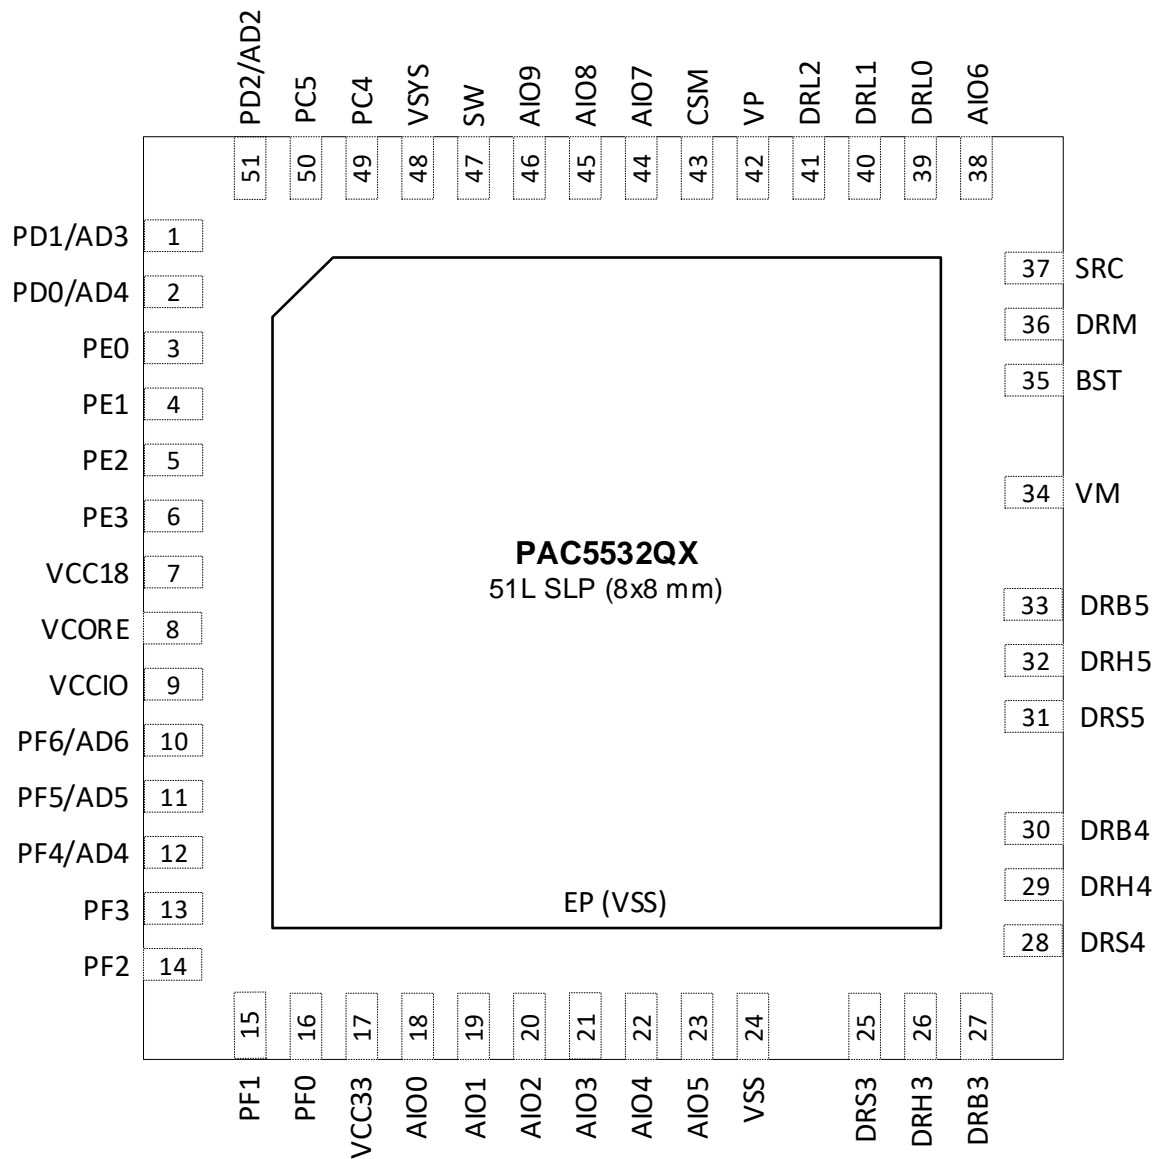 PD2/AD2
PC5
PC4
VSYS
SW
AIO9
AIO8
AIO7
CSM
VP
DRL2
DRL1
DRL0
AIO6
51
50
49
48
47
46
45
44
43
42
41
40
39
38
PD1/AD3 1
PD0/AD4 2
PE0 3
PE1 4
PE2 5
PE3 6
VCC18 7
VCORE 8
VCCIO 9
PF6/AD6 10
PF5/AD5 11
PF4/AD4 12
PF3 13
PF2 14
PAC5532QX
51L SLP (8x8 mm)
EP (VSS)
37 SRC
36 DRM
35 BST
34 VM
33 DRB5
32 DRH5
31 DRS5
30 DRB4
29 DRH4
28 DRS4
15
16
17
18
19
20
21
22
23
24
25
26
27
PF1
PF0
VCC33
AIO0
AIO1
AIO2
AIO3
AIO4
AIO5
VSS
DRS3
DRH3
DRB3